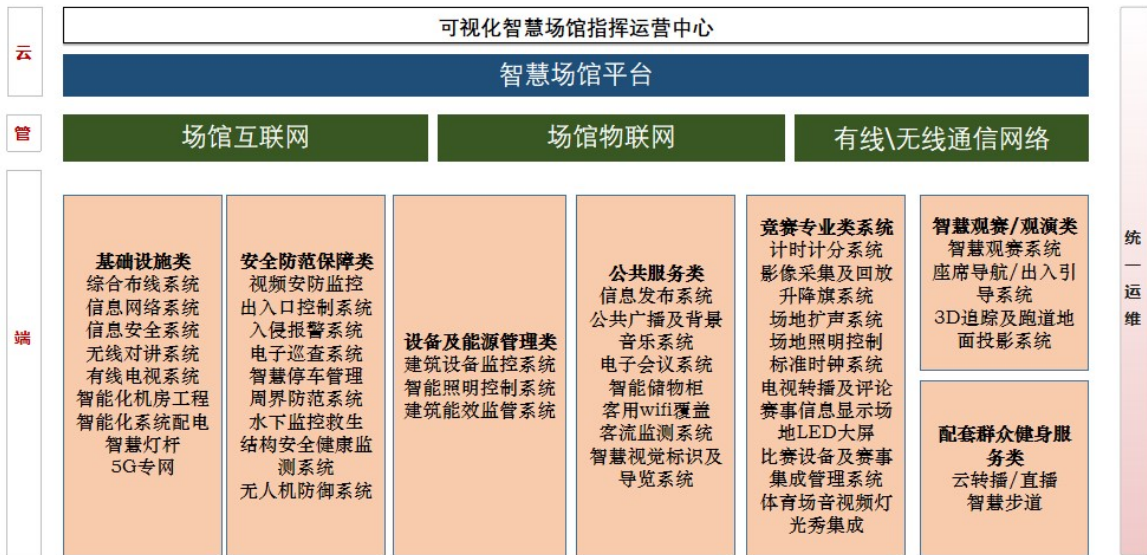 云
可视化智慧场馆指挥运营中心
智慧场馆平台
管
场馆互联网
场馆物联网
有线\无线通信网络
端
基础设施类
综合布线系统
信息网络系统
信息安全系统
无线对讲系统
有线电视系统
智能化机房工程
智能化系统配电
智慧灯杆
5G专网
安全防范保障类
视频安防监控
出入口控制系统
入侵报警系统
电子巡查系统
智慧停车管理
周界防范系统
水下监控救生
结构安全健康监
测系统
无人机防御系统
设备及能源管理类
建筑设备监控系统
智能照明控制系统
建筑能效监管系统
公共服务类
信息发布系统
公共广播及背景
音乐系统
电子会议系统
智能储物柜
客用wifi覆盖
客流监测系统
智慧视觉标识及
导览系统
竞赛专业类系统
计时计分系统
影像采集及回放
升降旗系统
场地扩声系统
场地照明控制
标准时钟系统
电视转播及评论
赛事信息显示场
地LED大屏
比赛设备及赛事
集成管理系统
体育场音视频灯
光秀集成
智慧观赛/观演类
智慧观赛系统
座席导航/出入引
导系统
3D追踪及跑道地
面投影系统
配套群众健身服
务类
云转播/直播
智慧步道
统
一
运
维